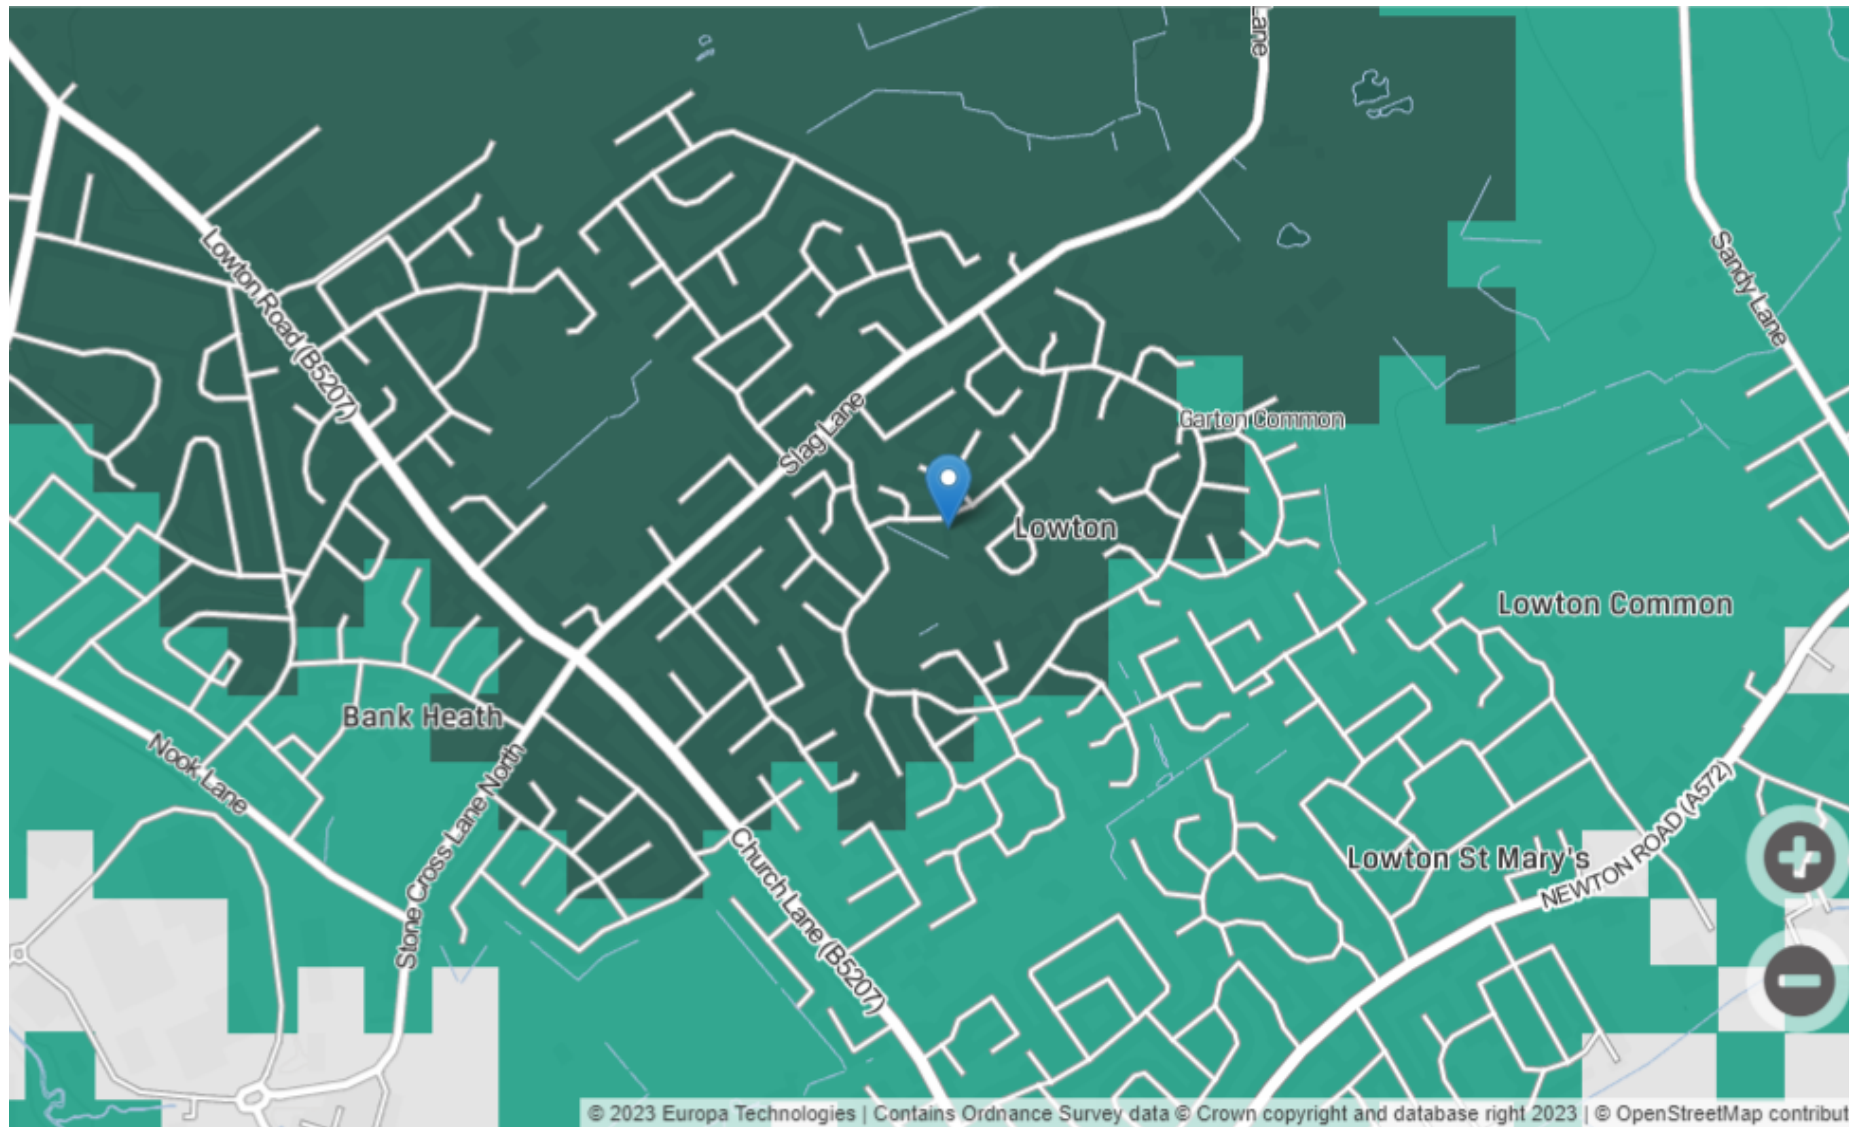 Lane
Lowton Road (B5207)
Sandy Lane
Slag Lane
Garton Common
Lowton
Lowton Common
Bank Heath
Nook Lane
Stone Cross Lane North
Church Lane (B5207)
Lowton St Mary's
NEWTON ROAD (A572)
© 2023 Europa Technologies | Contains Ordnance Survey data © Crown copyright and database right 2023 | © OpenStreetMap contribut